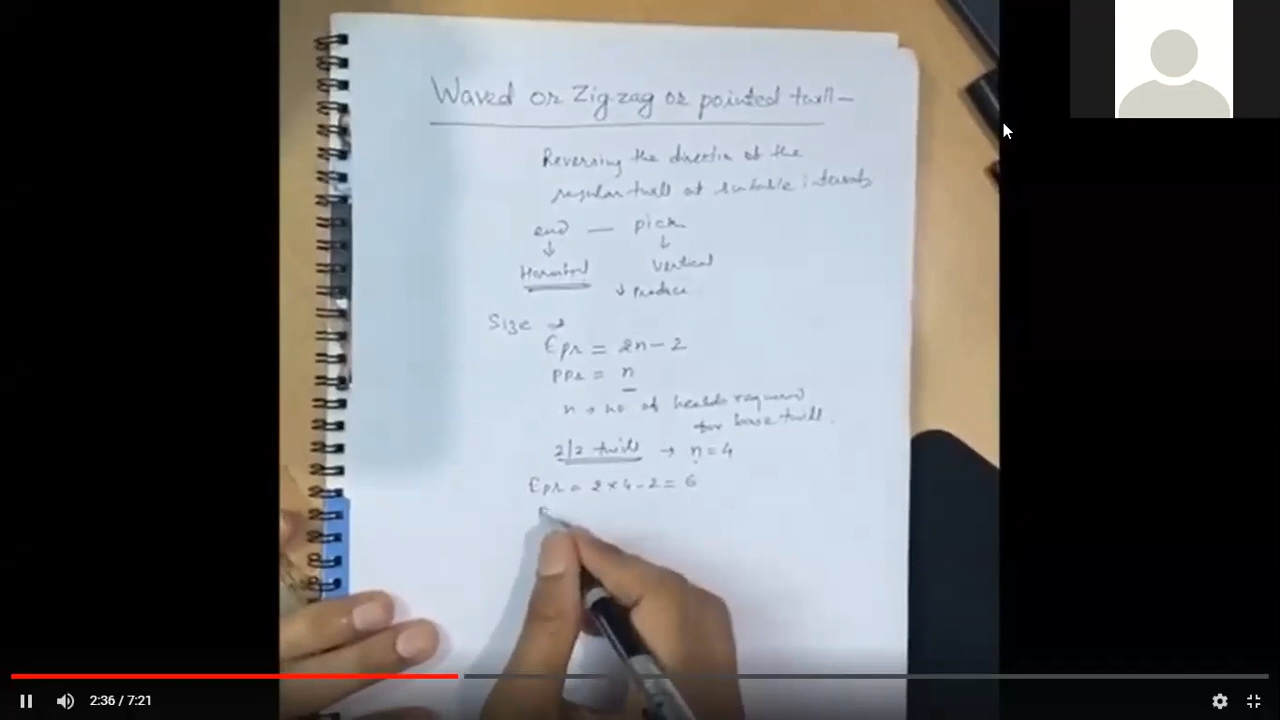 Waved or Zig-zag or pointed twill-
Reversing the direction of the
regular twill at suitable intervals
end — pick
↓ ↓
Horizontal Vertical
↓ Produce
Size →
Epr = 2n-2
ppr = n
n → no of healds required
for base twill.
2/2 twill → n = 4
Epr = 2 × 4 - 2 = 6
P
2:36 / 7:21